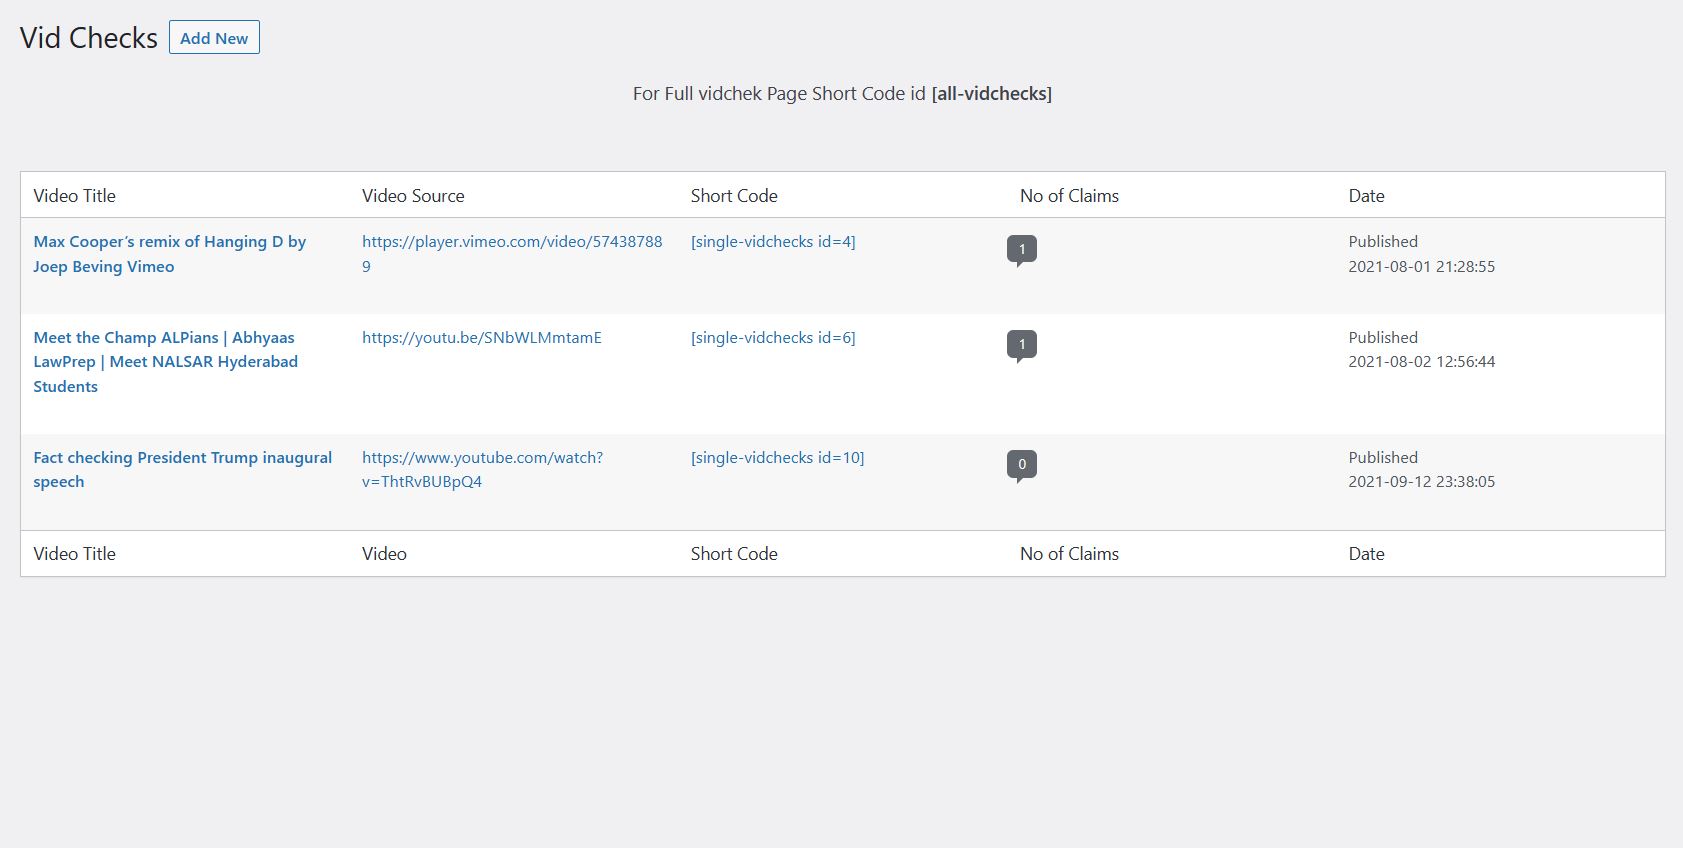 Vid Checks Add New
For Full vidchek Page Short Code id [all-vidchecks]
Video Title Video Source Short Code No of Claims Date
Max Cooper’s remix of Hanging D by https://player.vimeo.com/video/57438788 [single-vidchecks id=4] 1 Published
Joep Beving Vimeo 9 2021-08-01 21:28:55
Meet the Champ ALPians | Abhyaas https://youtu.be/SNbWLMmtamE [single-vidchecks id=6] 1 Published
LawPrep | Meet NALSAR Hyderabad 2021-08-02 12:56:44
Students
Fact checking President Trump inaugural https://www.youtube.com/watch? [single-vidchecks id=10] 0 Published
speech v=ThtRvBUBpQ4 2021-09-12 23:38:05
Video Title Video Short Code No of Claims Date